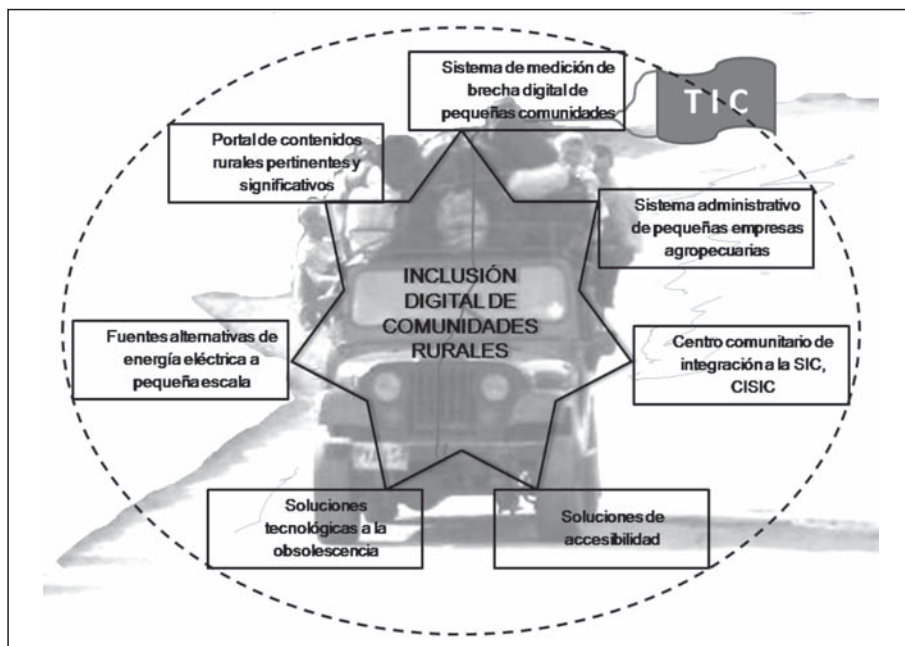 Sistema de medición de
brecha digital de
pequeñas comunidades
T I C
Portal de contenidos
rurales pertinentes y
significativos
Sistema administrativo
de pequeñas empresas
agropecuarias
INCLUSIÓN
DIGITAL DE
COMUNIDADES
RURALES
Fuentes alternativas de
energía eléctrica a
pequeña escala
Centro comunitario de
integración a la SIC,
CISIC
Soluciones
tecnológicas a la
obsolescencia
Soluciones de
accesibilidad